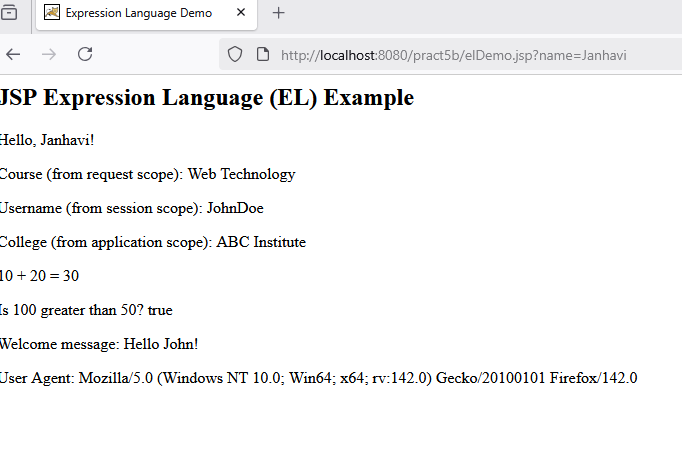 Expression Language Demo
http://localhost:8080/pract5b/elDemo.jsp?name=Janhavi
JSP Expression Language (EL) Example
Hello, Janhavi!
Course (from request scope): Web Technology
Username (from session scope): JohnDoe
College (from application scope): ABC Institute
10 + 20 = 30
Is 100 greater than 50? true
Welcome message: Hello John!
User Agent: Mozilla/5.0 (Windows NT 10.0; Win64; x64; rv:142.0) Gecko/20100101 Firefox/142.0